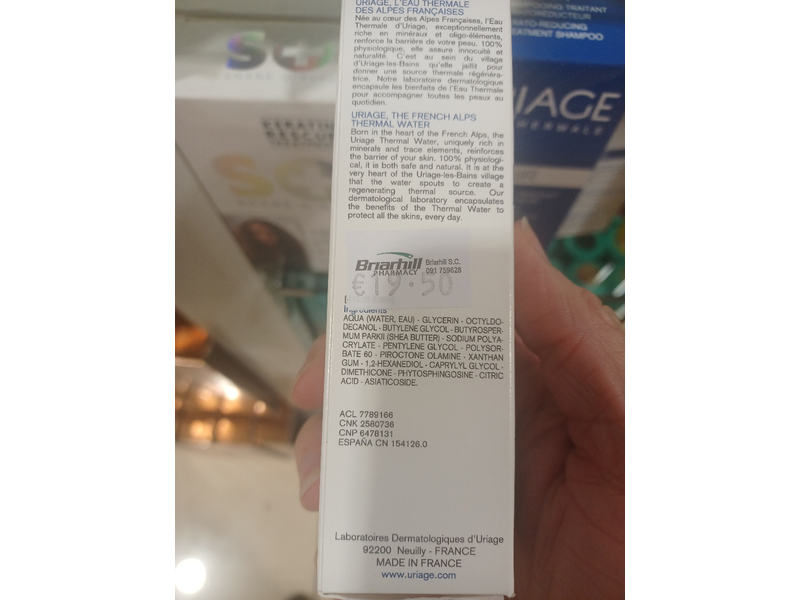 URIAGE, L'EAU THERMALE
DES ALPES FRANÇAISES
Née au cœur des Alpes Françaises, l'Eau
Thermale d'Uriage, exceptionnellement
riche en minéraux et oligo-éléments,
renforce la barrière de votre peau. 100%
physiologique, elle assure innocuité et
naturalité. C'est au sein du village
d'Uriage-les-Bains qu'elle jaillit pour
donner une source thermale régénéra-
trice. Notre laboratoire dermatologique
encapsule les bienfaits de l'Eau Thermale
pour accompagner toutes les peaux au
quotidien.
URIAGE, THE FRENCH ALPS
THERMAL WATER
Born in the heart of the French Alps, the
Uriage Thermal Water, uniquely rich in
minerals and trace elements, reinforces
the barrier of your skin. 100% physiologi-
cal, it is both safe and natural. It is at the
very heart of the Uriage-les-Bains village
that the water spouts to create a
regenerating thermal source. Our
dermatological laboratory encapsulates
the benefits of the Thermal Water to
protect all the skins, every day.
Briarhill
PHARMACY
Briarhill S.C.
091 759828
€19.50
Ingredients
AQUA (WATER, EAU) - GLYCERIN - OCTYLDO-
DECANOL - BUTYLENE GLYCOL - BUTYROSPER-
MUM PARKII (SHEA BUTTER) - SODIUM POLYA-
CRYLATE - PENTYLENE GLYCOL - POLYSOR-
BATE 60 - PIROCTONE OLAMINE - XANTHAN
GUM - 1,2-HEXANEDIOL - CAPRYLYL GLYCOL -
DIMETHICONE - PHYTOSPHINGOSINE - CITRIC
ACID - ASIATICOSIDE.
ACL 7789166
CNK 2580736
CNP 6478131
ESPAÑA CN 154126.0
Laboratoires Dermatologiques d'Uriage
92200 Neuilly - FRANCE
MADE IN FRANCE
www.uriage.com
TREATMENT SHAMPOO
RIAGE